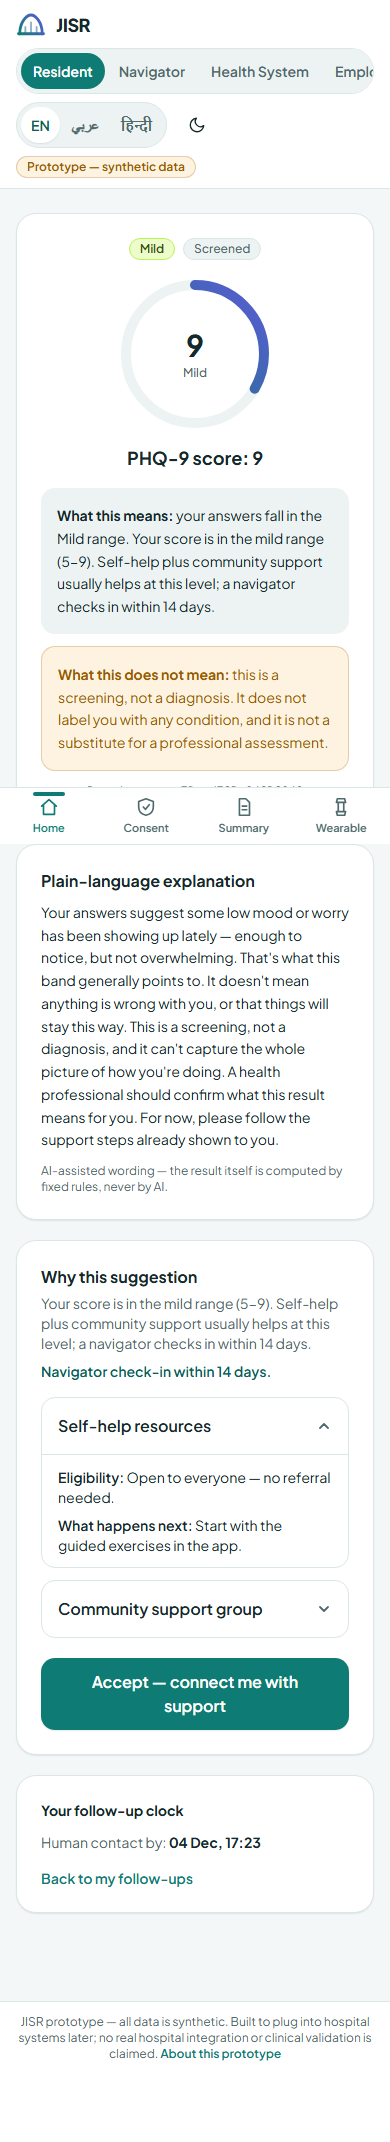 JISR
Resident Navigator Health System Emplo
EN عربي हिन्दी
Prototype — synthetic data
Mild Screened
9
Mild
PHQ-9 score: 9
What this means: your answers fall in the
Mild range. Your score is in the mild range
(5–9). Self-help plus community support
usually helps at this level; a navigator
checks in within 14 days.
What this does not mean: this is a
screening, not a diagnosis. It does not
label you with any condition, and it is not a
substitute for a professional assessment.
Home Consent Summary Wearable
Plain-language explanation
Your answers suggest some low mood or worry
has been showing up lately — enough to
notice, but not overwhelming. That's what this
band generally points to. It doesn't mean
anything is wrong with you, or that things will
stay this way. This is a screening, not a
diagnosis, and it can't capture the whole
picture of how you're doing. A health
professional should confirm what this result
means for you. For now, please follow the
support steps already shown to you.
AI-assisted wording — the result itself is computed by
fixed rules, never by AI.
Why this suggestion
Your score is in the mild range (5–9). Self-help
plus community support usually helps at this
level; a navigator checks in within 14 days.
Navigator check-in within 14 days.
Self-help resources
Eligibility: Open to everyone — no referral
needed.
What happens next: Start with the
guided exercises in the app.
Community support group
Accept — connect me with
support
Your follow-up clock
Human contact by: 04 Dec, 17:23
Back to my follow-ups
JISR prototype — all data is synthetic. Built to plug into hospital
systems later; no real hospital integration or clinical validation is
claimed. About this prototype